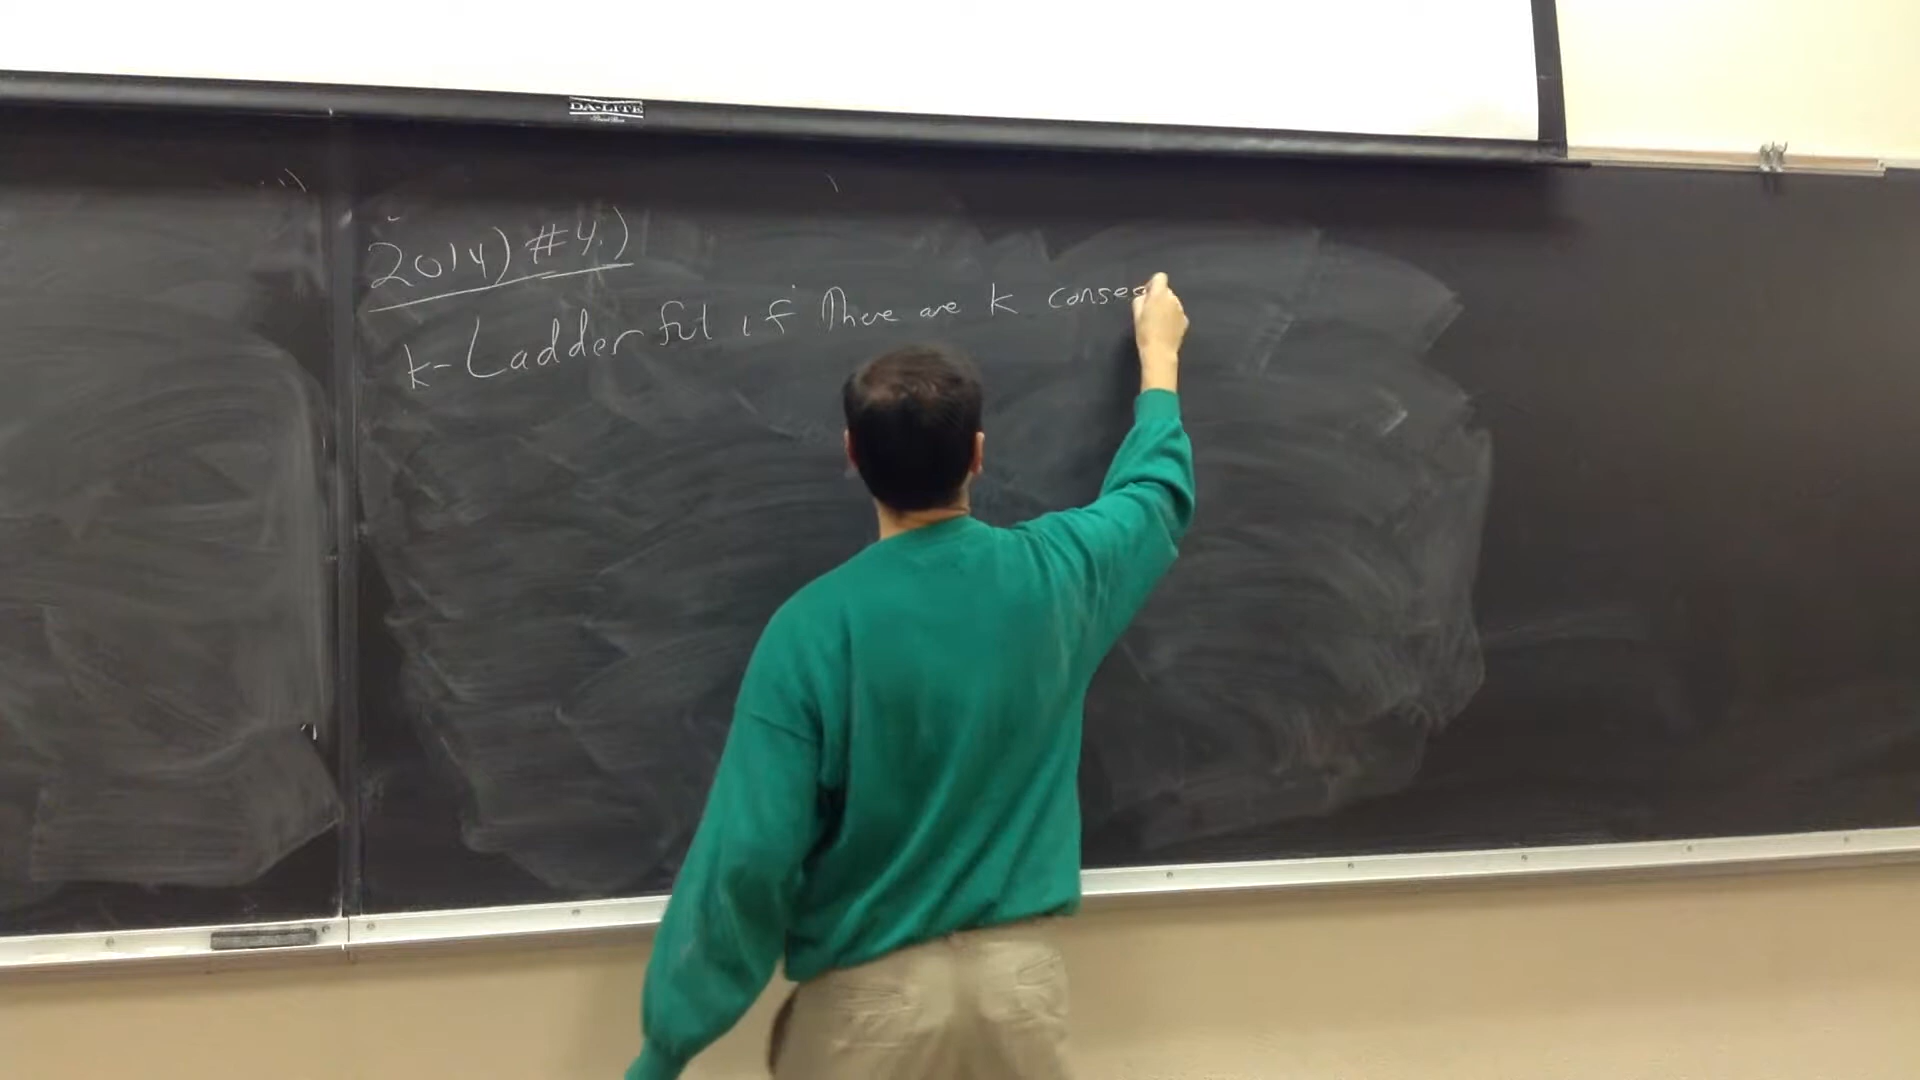 DA-LITE
2014) #4.)
k-Ladderful if There are k conse